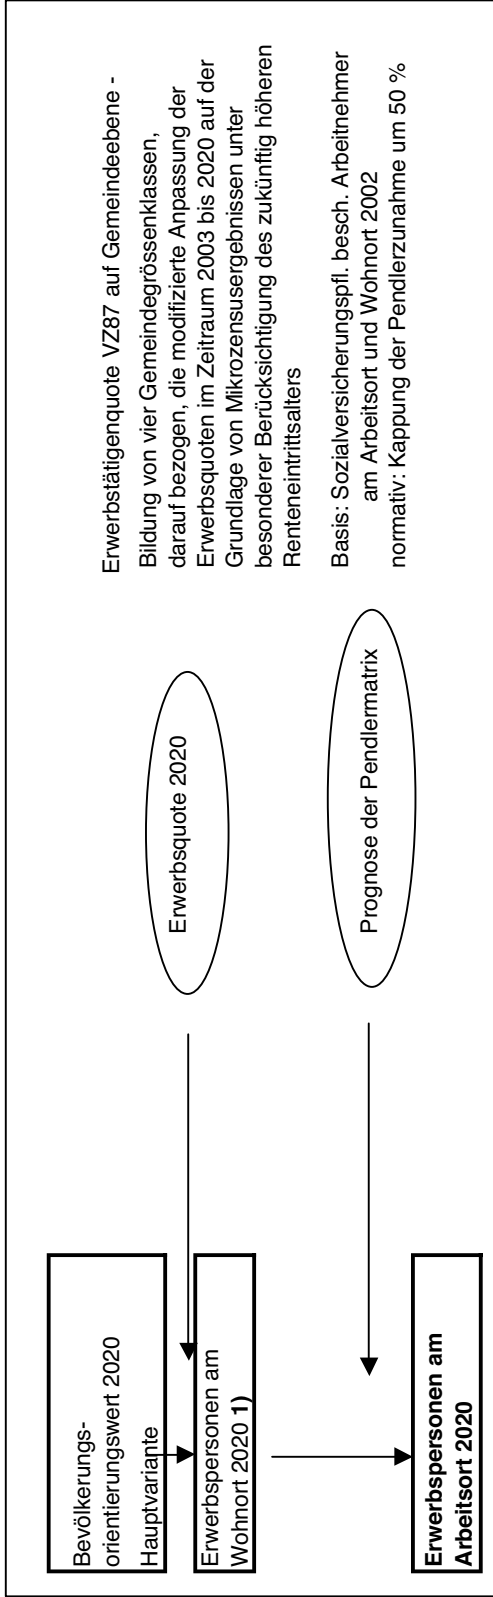 Bevölkerungs-
orientierungswert 2020
Hauptvariante
Erwerbspersonen am
Wohnort 2020 1)
Erwerbspersonen am
Arbeitsort 2020
Erwerbsquote 2020
Prognose der Pendlermatrix
Erwerbstätigenquote VZ87 auf Gemeindeebene -
Bildung von vier Gemeindegrössenklassen,
darauf bezogen, die modifizierte Anpassung der
Erwerbsquoten im Zeitraum 2003 bis 2020 auf der
Grundlage von Mikrozensusergebnissen unter
besonderer Berücksichtigung des zukünftig höheren
Renteneintrittsalters
Basis: Sozialversicherungspfl. besch. Arbeitnehmer
am Arbeitsort und Wohnort 2002
normativ: Kappung der Pendlerzunahme um 50 %